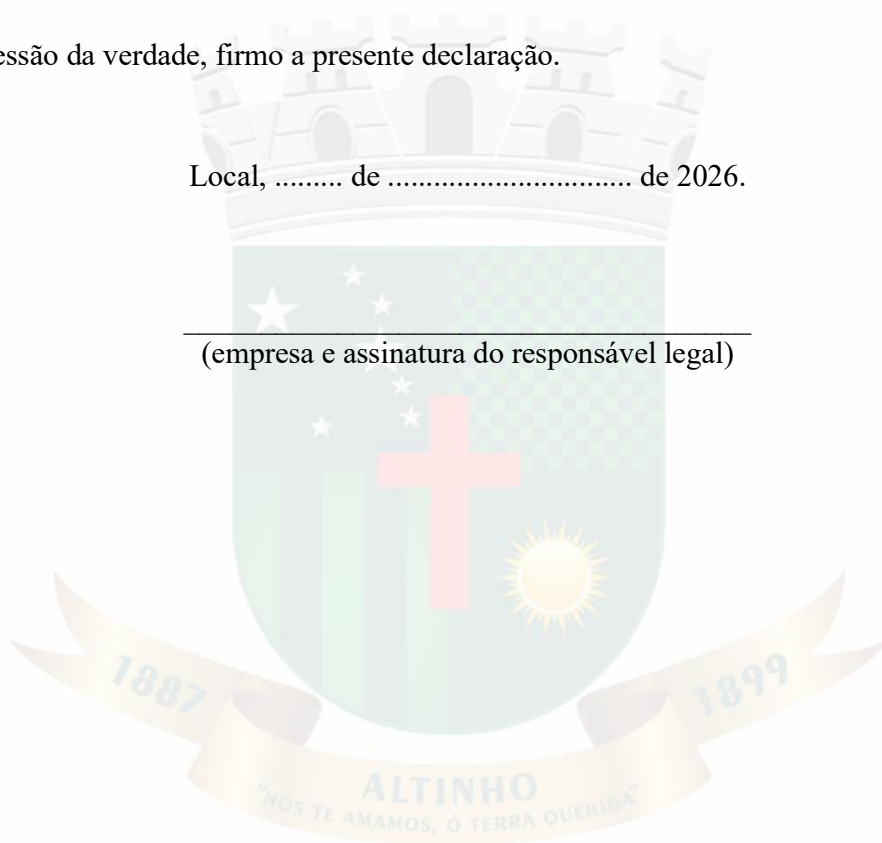 essão da verdade, firmo a presente declaração.
Local, ......... de ................................ de 2026.
(empresa e assinatura do responsável legal)
1887
1899
ALTINHO
"NÓS TE AMAMOS, Ó TERRA QUERIDA"